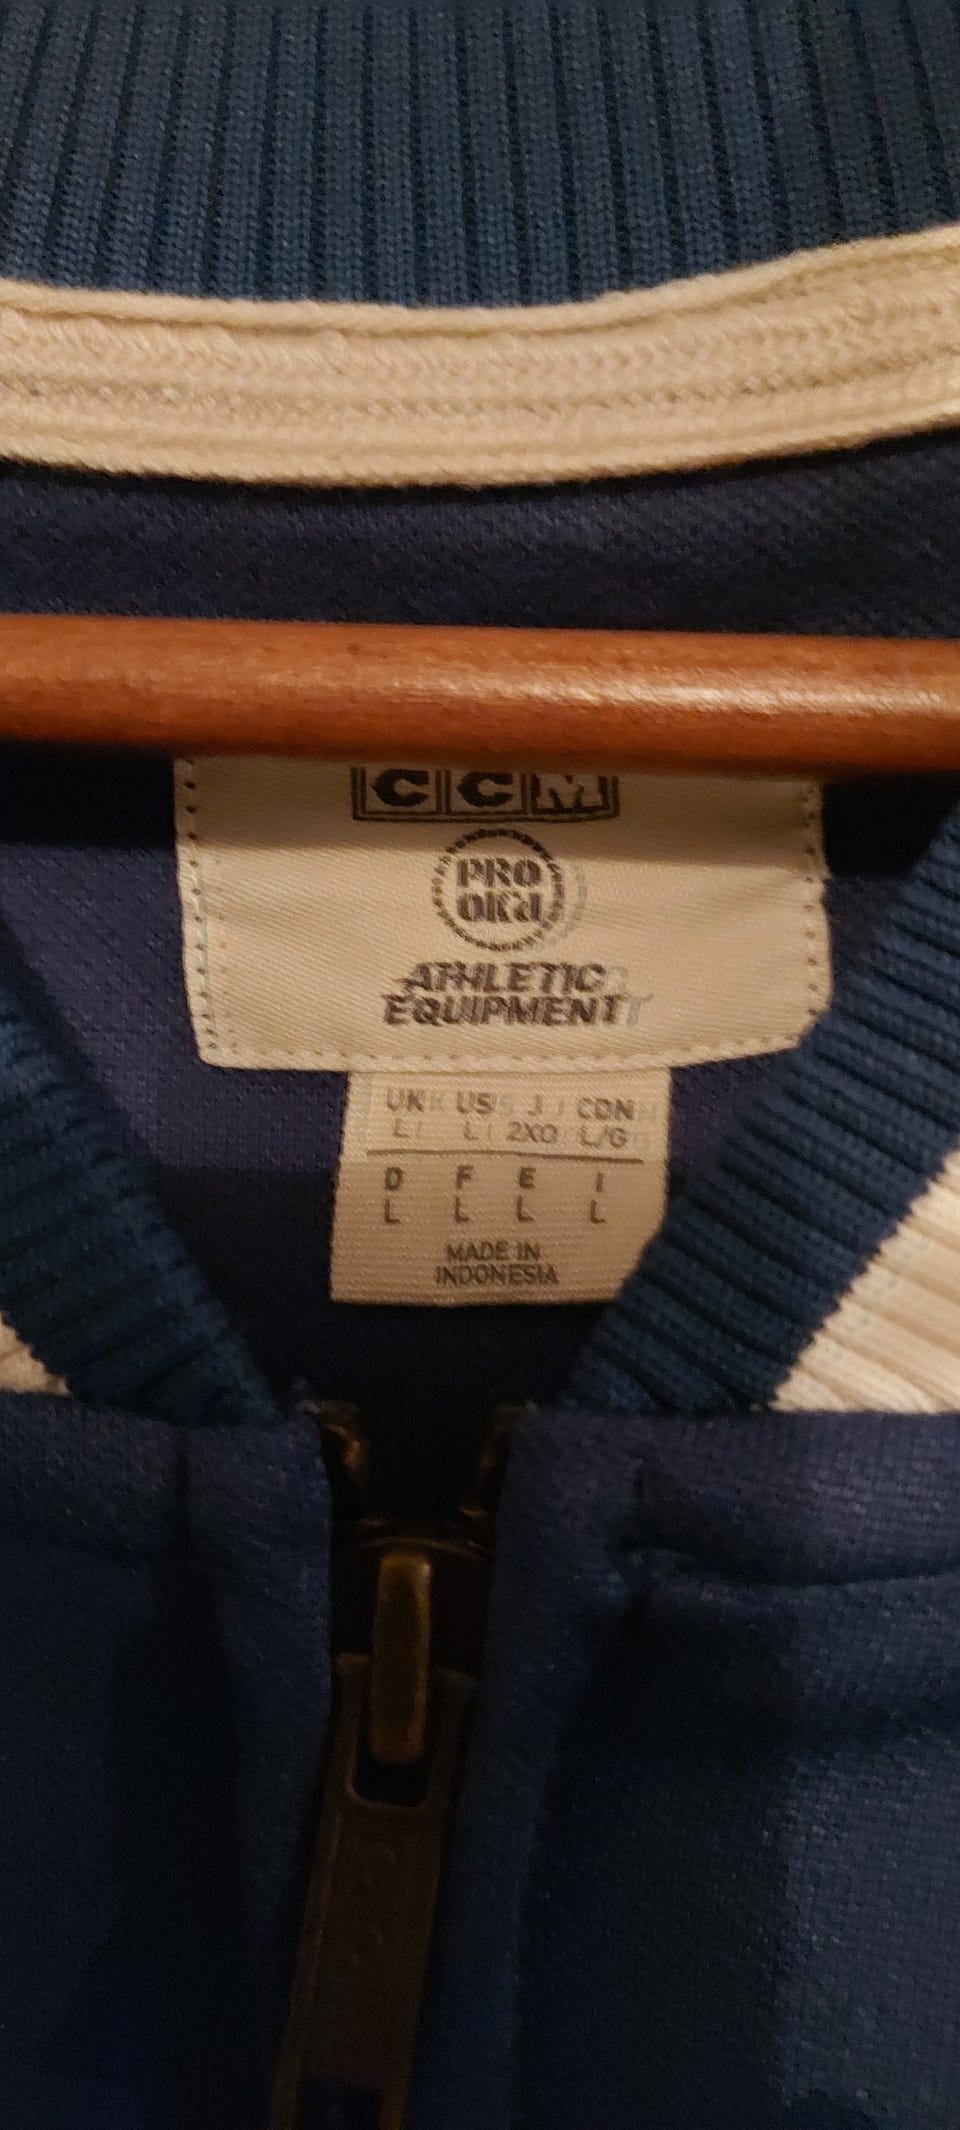 CCM
PRO
ATHLETIC
EQUIPMENT
UK US J CDN
L L 2XO L/G
D F E I
L L L L
MADE IN
INDONESIA